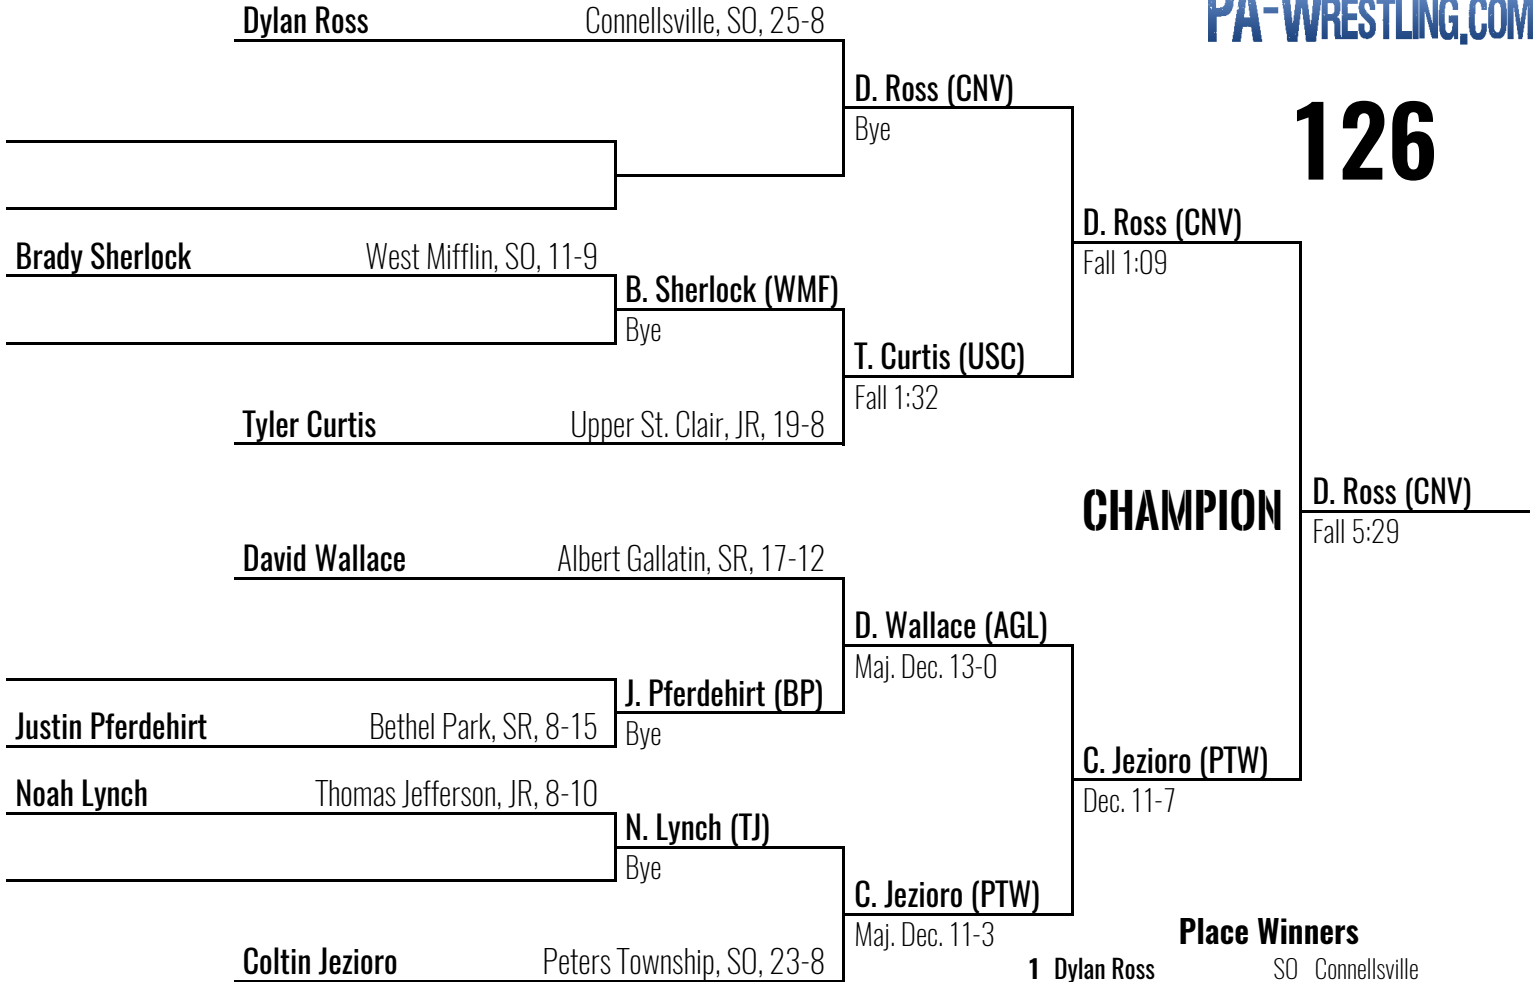 Dylan Ross Connellsville, SO, 25-8
PA-WRESTLING.COM
D. Ross (CNV)
Bye
126
D. Ross (CNV)
Fall 1:09
Brady Sherlock West Mifflin, SO, 11-9
B. Sherlock (WMF)
Bye
T. Curtis (USC)
Fall 1:32
Tyler Curtis Upper St. Clair, JR, 19-8
CHAMPION
D. Ross (CNV)
Fall 5:29
David Wallace Albert Gallatin, SR, 17-12
D. Wallace (AGL)
Maj. Dec. 13-0
J. Pferdehirt (BP)
Bye
Justin Pferdehirt Bethel Park, SR, 8-15
C. Jezioro (PTW)
Dec. 11-7
Noah Lynch Thomas Jefferson, JR, 8-10
N. Lynch (TJ)
Bye
C. Jezioro (PTW)
Maj. Dec. 11-3
Coltin Jezioro Peters Township, SO, 23-8
Place Winners
1 Dylan Ross SO Connellsville